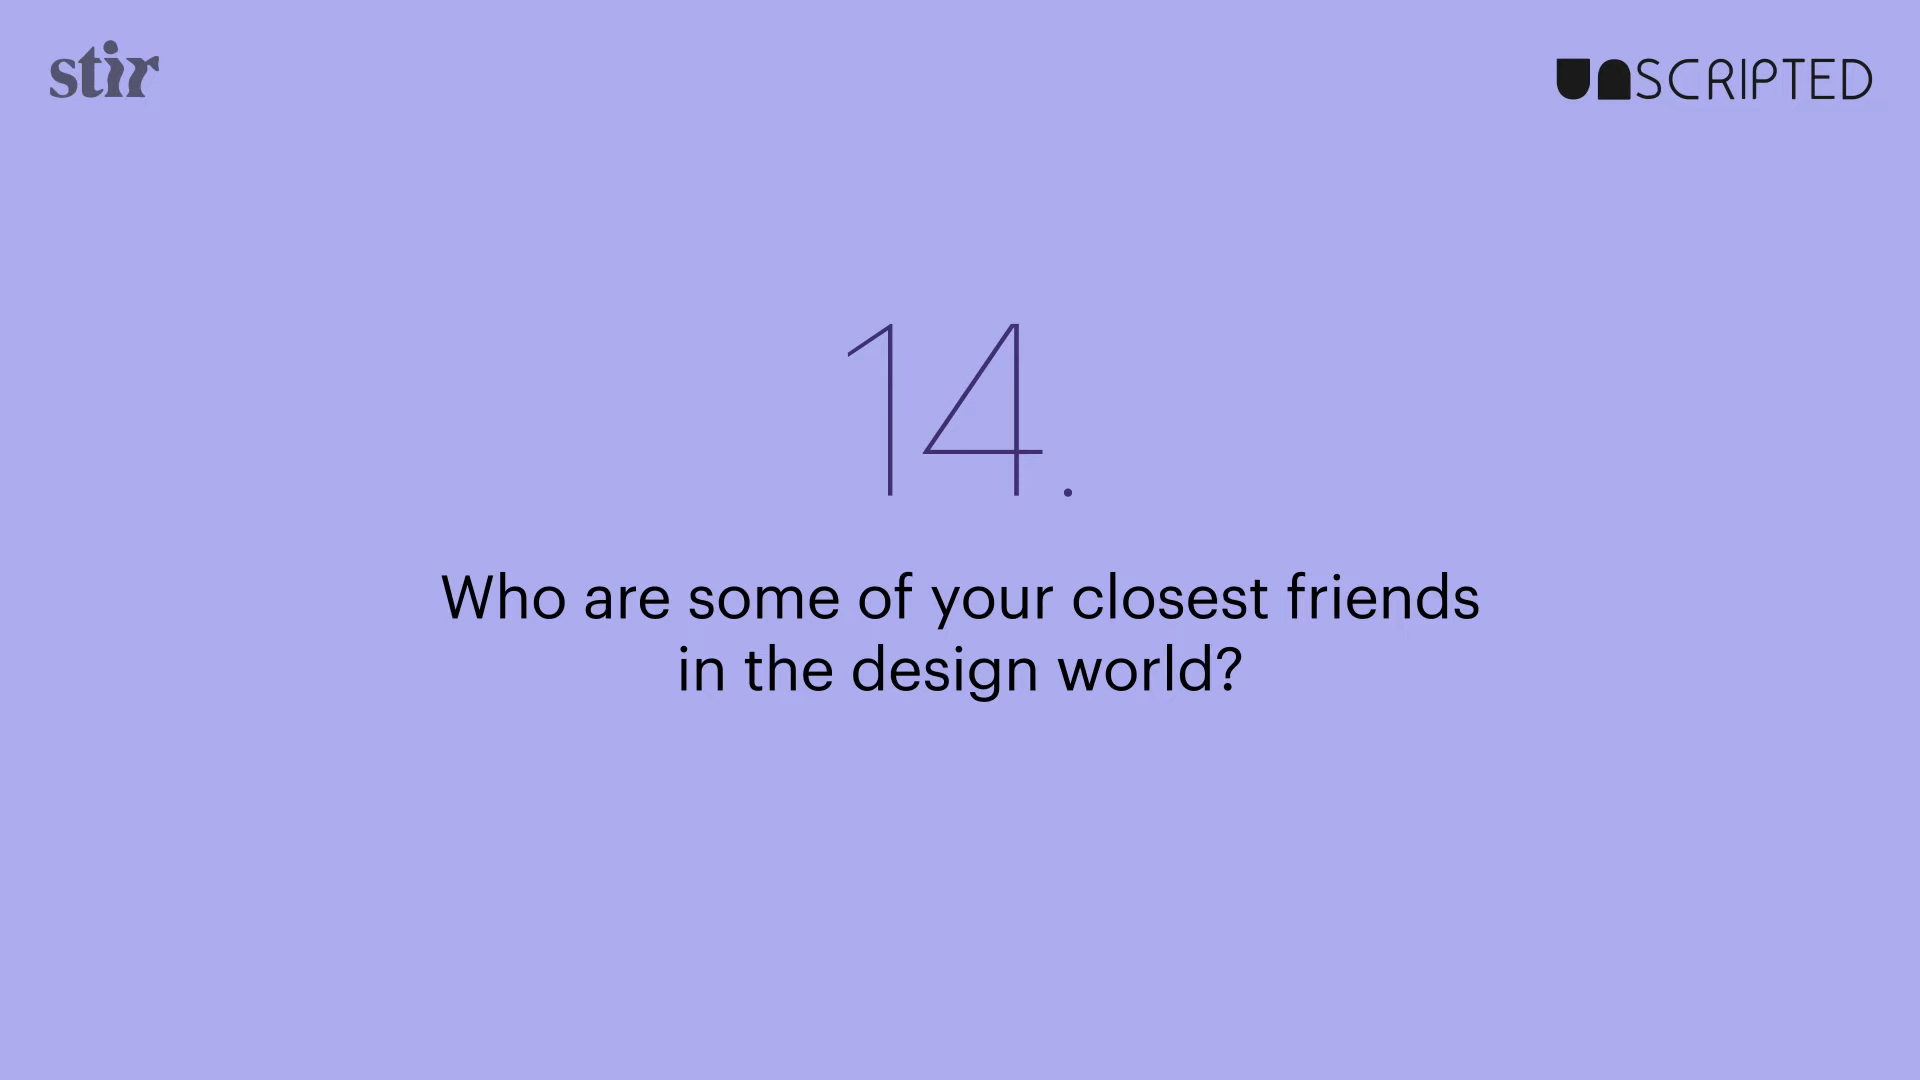 stir
UNSCRIPTED
14.
Who are some of your closest friends
in the design world?